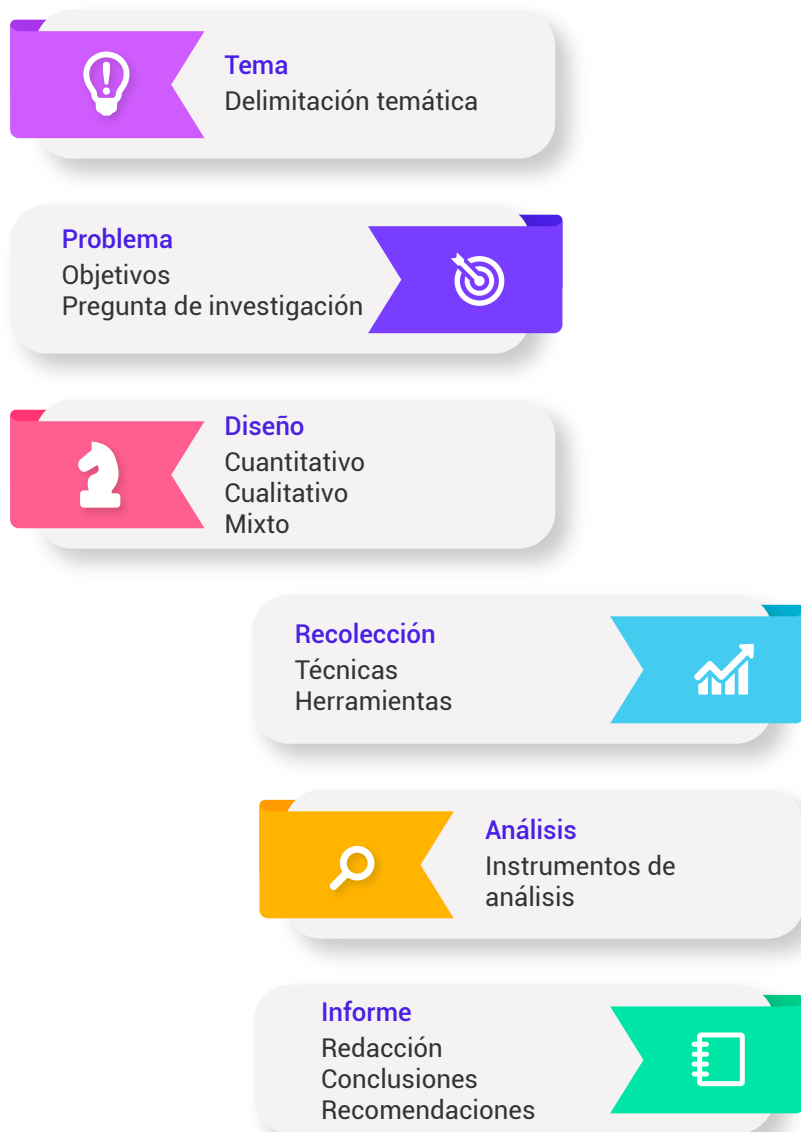 Tema
Delimitación temática
Problema
Objetivos
Pregunta de investigación
Diseño
Cuantitativo
Cualitativo
Mixto
Recolección
Técnicas
Herramientas
Análisis
Instrumentos de
análisis
Informe
Redacción
Conclusiones
Recomendaciones